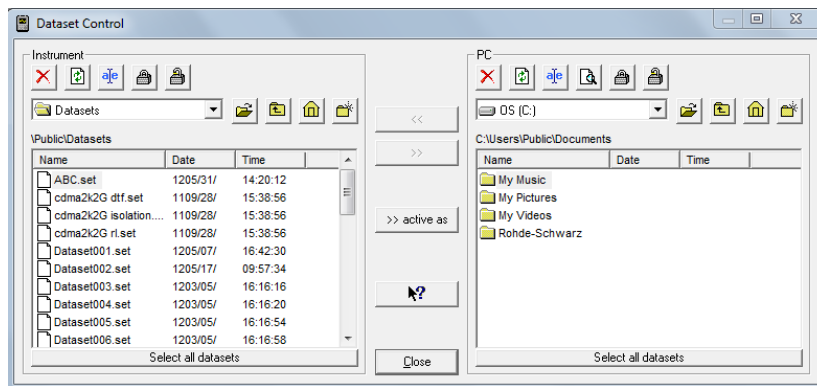 Dataset Control
Instrument
a|e
Datasets
\Public\Datasets
Name Date Time
ABC.set 1205/31/ 14:20:12
cdma2k2G dtf.set 1109/28/ 15:38:56
cdma2k2G isolation.... 1109/28/ 15:38:56
cdma2k2G rl.set 1109/28/ 15:38:56
Dataset001.set 1205/07/ 16:42:30
Dataset002.set 1205/17/ 09:57:34
Dataset003.set 1203/05/ 16:16:16
Dataset004.set 1203/05/ 16:16:20
Dataset005.set 1203/05/ 16:16:54
Dataset006.set 1203/05/ 16:16:58
Select all datasets
<<
>>
>> active as
?
Close
PC
a|e
OS (C:)
C:\Users\Public\Documents
Name Date Time
My Music
My Pictures
My Videos
Rohde-Schwarz
Select all datasets